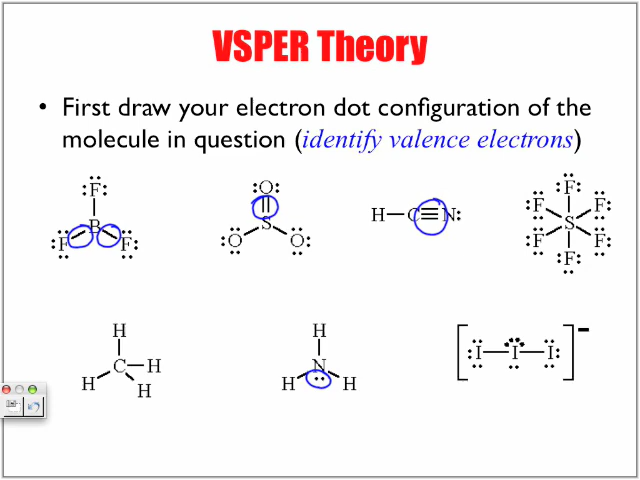 VSPER Theory
• First draw your electron dot configuration of the
molecule in question (identify valence electrons)
F
B
F F
O
S
O O
H C N
F
F F
S
F F
F
H
C H
H H
H
N
H H
I I I −